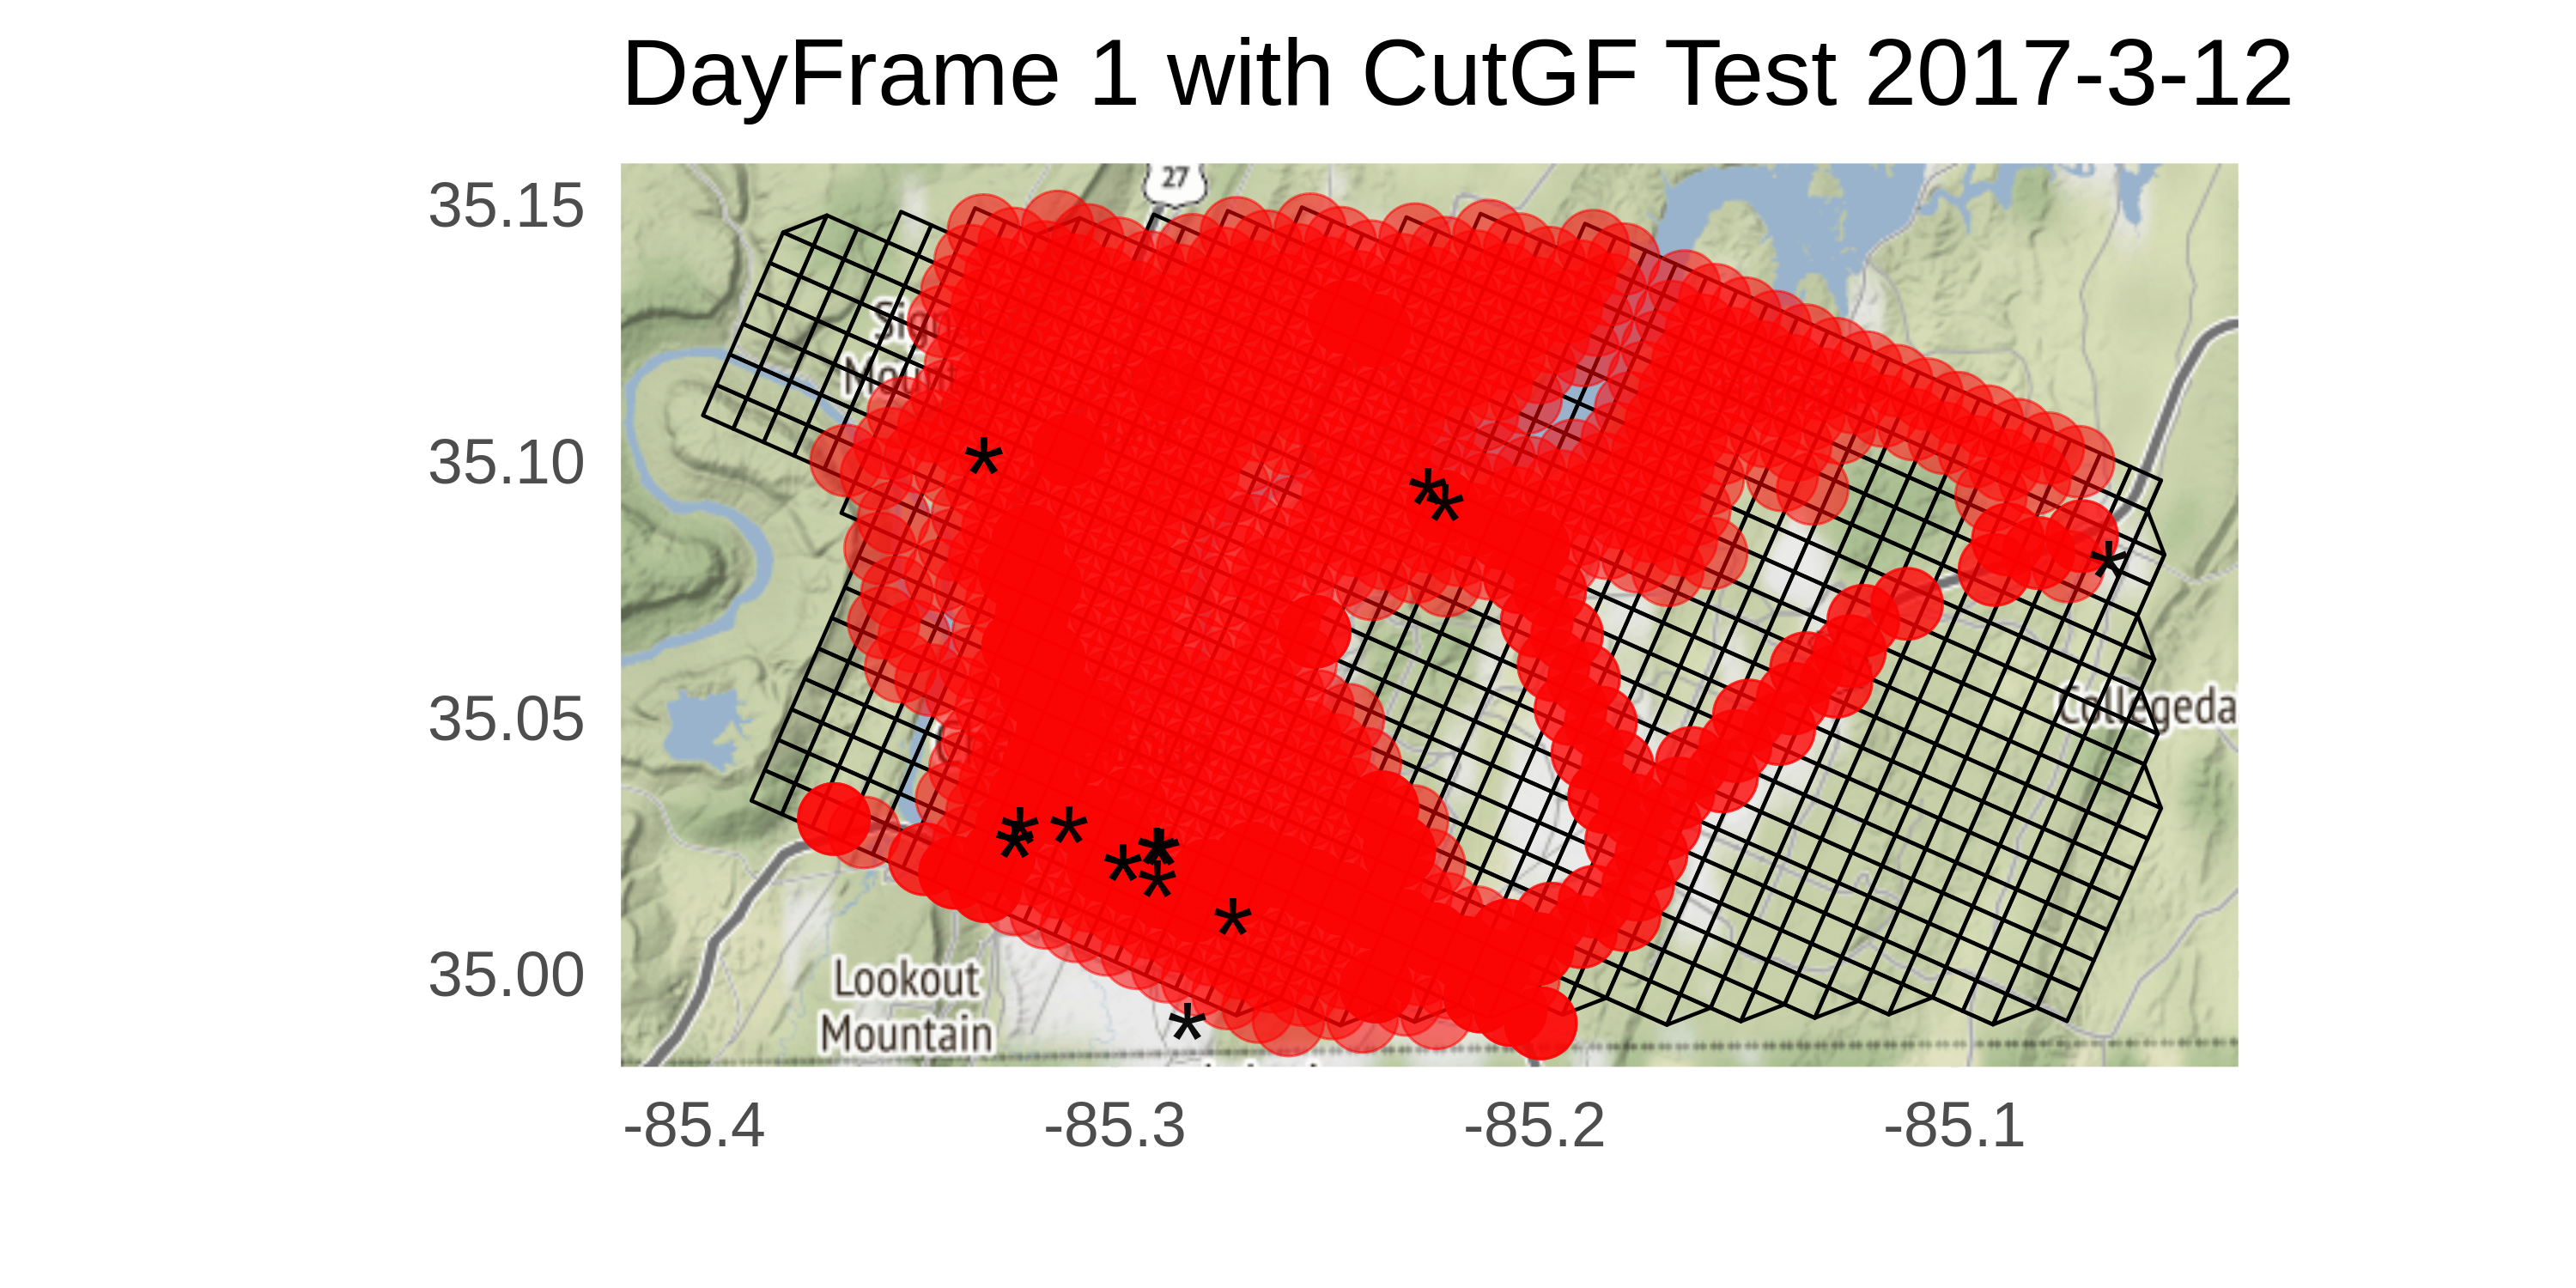 DayFrame 1 with CutGF Test 2017-3-12
35.15
35.10
35.05
35.00
27
Collegeda
Lookout
Mountain
-85.4
-85.3
-85.2
-85.1